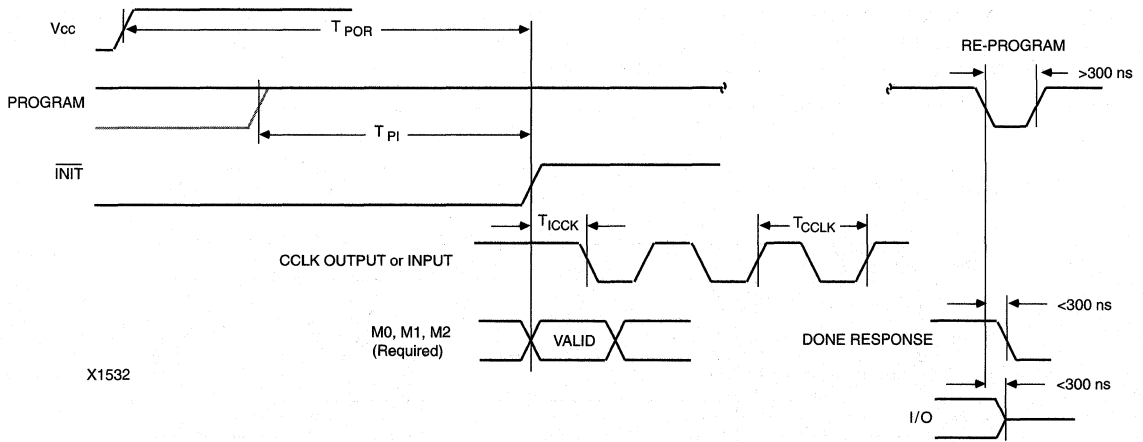 Vcc
T POR
RE-PROGRAM
>300 ns
PROGRAM
T PI
INIT
T ICCK
T CCLK
CCLK OUTPUT or INPUT
<300 ns
M0, M1, M2
(Required)
VALID
DONE RESPONSE
X1532
<300 ns
I/O